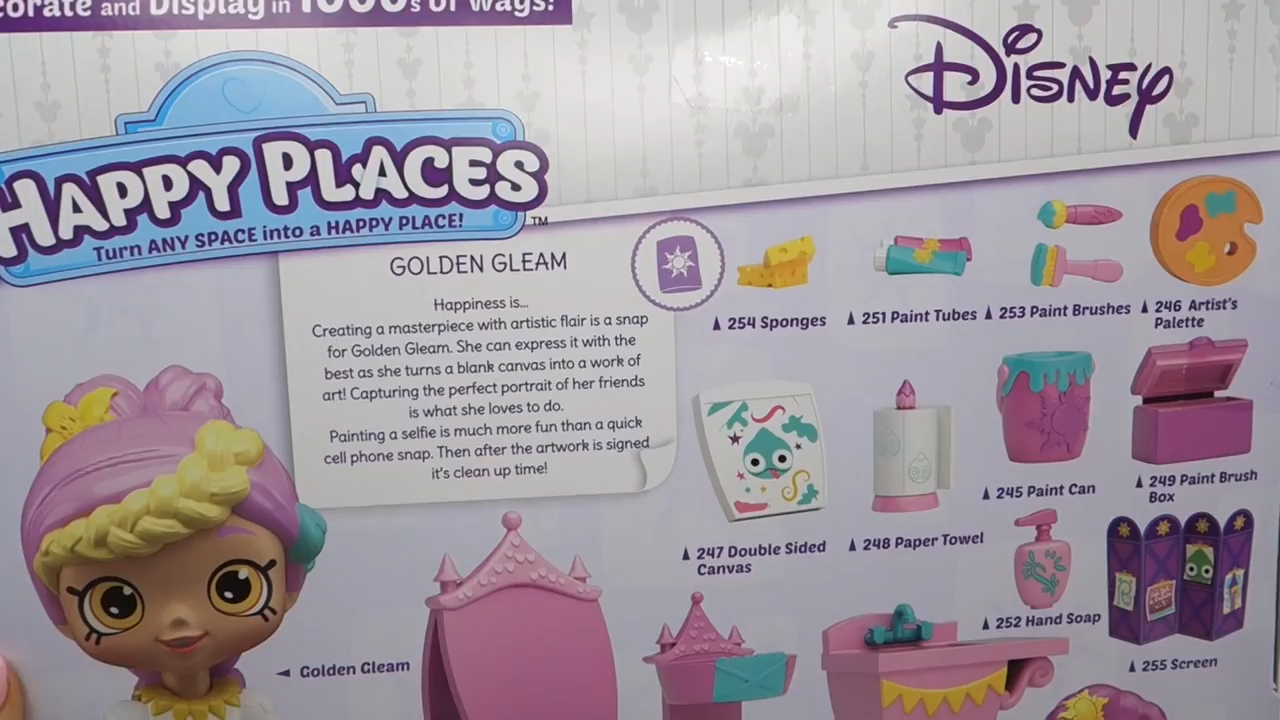 and Display in 1000s of ways!
DISNEY
HAPPY PLACES
Turn ANY SPACE into a HAPPY PLACE!
TM
GOLDEN GLEAM
Happiness is...
Creating a masterpiece with artistic flair is a snap
for Golden Gleam. She can express it with the
best as she turns a blank canvas into a work of
art! Capturing the perfect portrait of her friends
is what she loves to do.
Painting a selfie is much more fun than a quick
cell phone snap. Then after the artwork is signed
it's clean up time!
254 Sponges
251 Paint Tubes
253 Paint Brushes
246 Artist's
Palette
247 Double Sided
Canvas
248 Paper Towel
245 Paint Can
249 Paint Brush
Box
252 Hand Soap
255 Screen
Golden Gleam